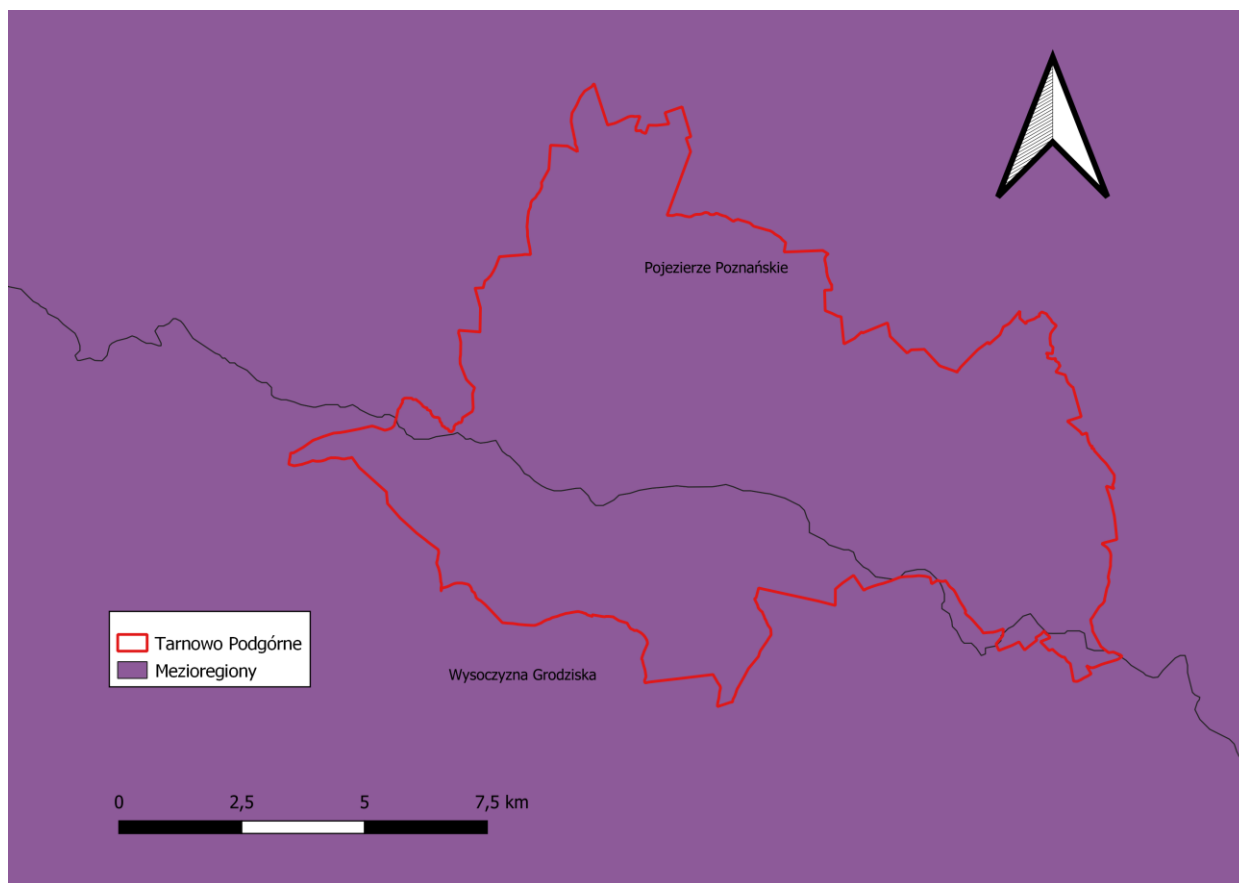 Pojezierze Poznańskie
Tarnowo Podgórne
Mezioregiony
Wysoczyzna Grodziska
0 2,5 5 7,5 km